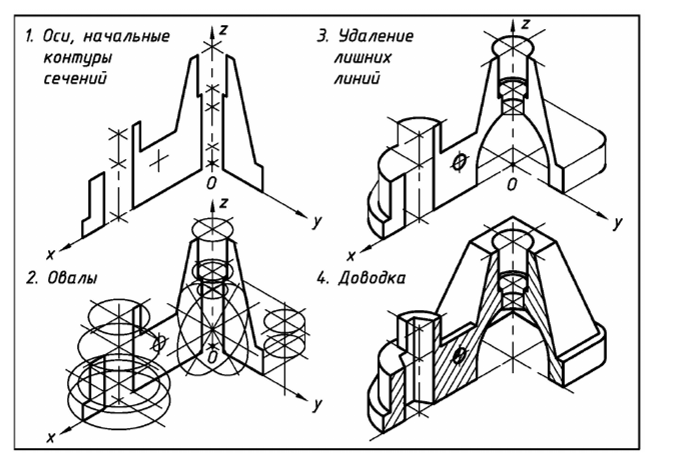 1. Оси, начальные
контуры
сечений
z
O
x
y
3. Удаление
лишних
линий
z
O
x
y
2. Овалы
z
O
x
y
4. Доводка